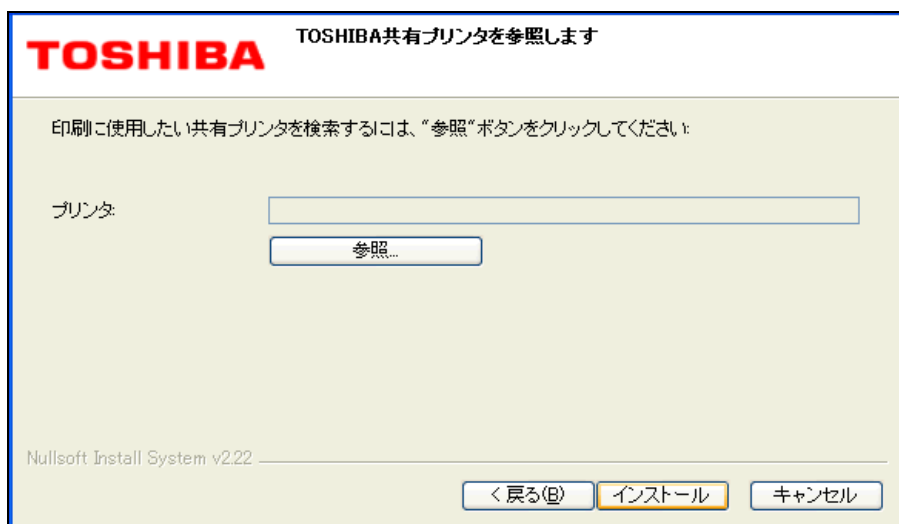 TOSHIBA共有プリンタを参照します
TOSHIBA
印刷に使用したい共有プリンタを検索するには、“参照“ボタンをクリックしてください:
プリンタ:
参照...
Nullsoft Install System v2.22
< 戻る(B)
インストール
キャンセル